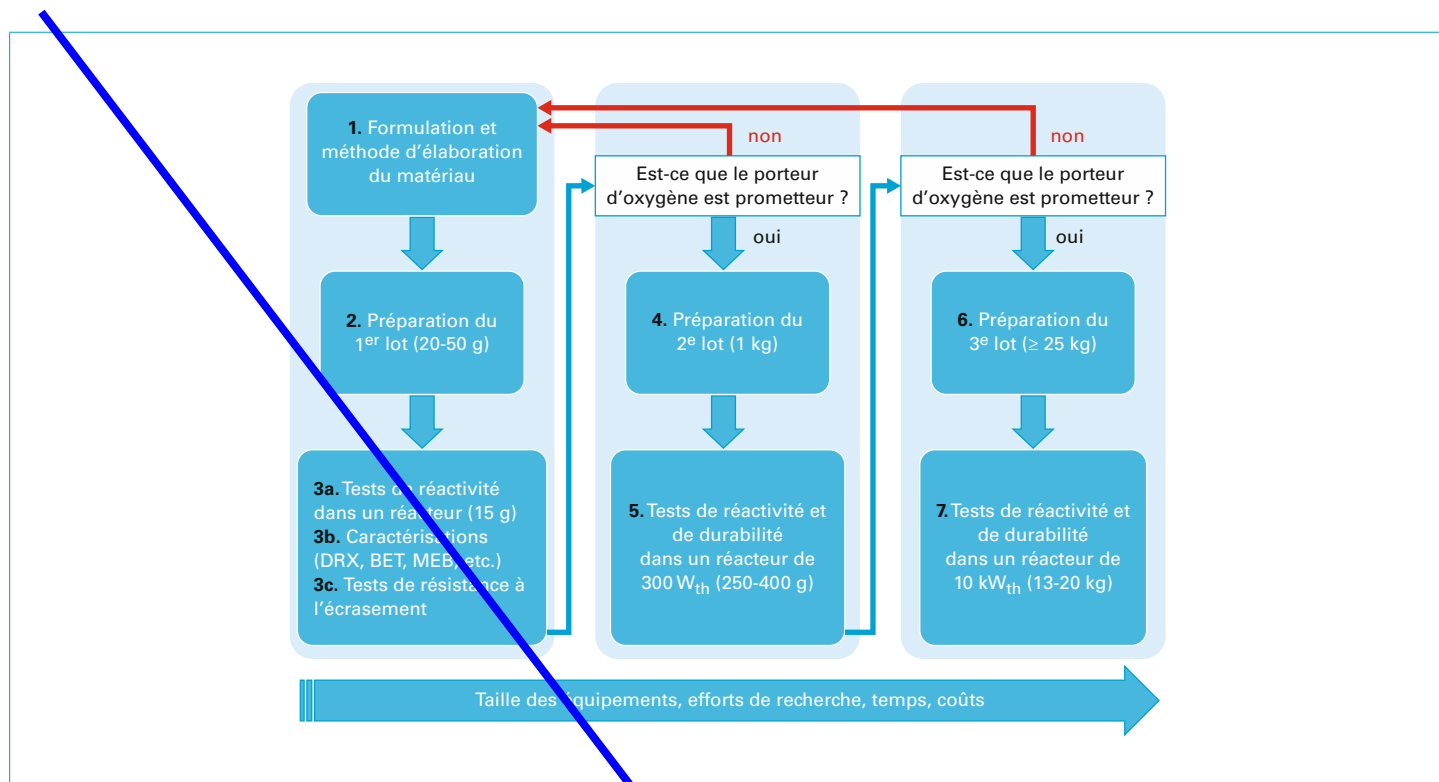 1. Formulation et
méthode d'élaboration
du matériau
2. Préparation du
1er lot (20-50 g)
3a. Tests de réactivité
dans un réacteur (15 g)
3b. Caractérisations
(DRX, BET, MEB, etc.)
3c. Tests de résistance à
l'écrasement
non
Est-ce que le porteur
d'oxygène est prometteur ?
oui
4. Préparation du
2e lot (1 kg)
5. Tests de réactivité et
de durabilité
dans un réacteur de
300 Wth (250-400 g)
non
Est-ce que le porteur
d'oxygène est prometteur ?
oui
6. Préparation du
3e lot (≥ 25 kg)
7. Tests de réactivité et
de durabilité
dans un réacteur de
10 kWth (13-20 kg)
Taille des équipements, efforts de recherche, temps, coûts